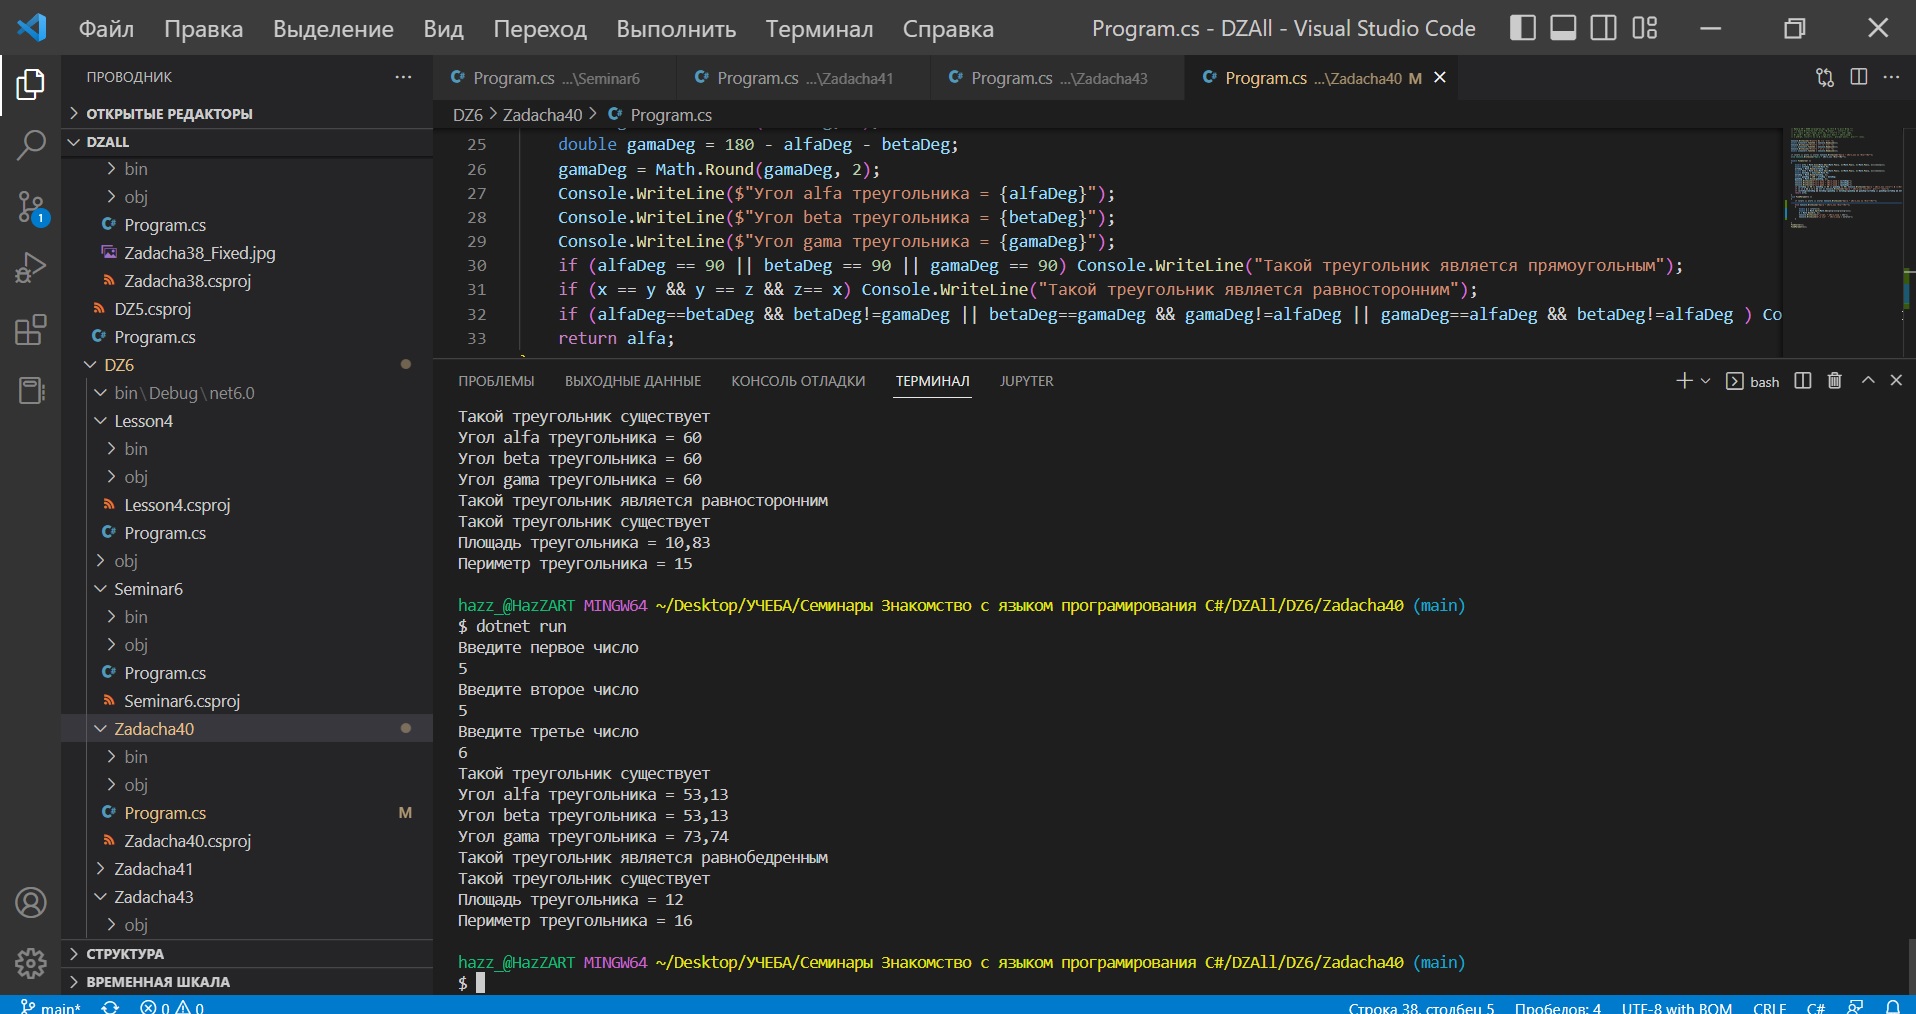 Файл Правка Выделение Вид Переход Выполнить Терминал Справка Program.cs - DZAll - Visual Studio Code
ПРОВОДНИК
ОТКРЫТЫЕ РЕДАКТОРЫ
DZALL
bin
obj
Program.cs
Zadacha38_Fixed.jpg
Zadacha38.csproj
DZ5.csproj
Program.cs
DZ6
bin\Debug\net6.0
Lesson4
bin
obj
Lesson4.csproj
Program.cs
obj
Seminar6
bin
obj
Program.cs
Seminar6.csproj
Zadacha40
bin
obj
Program.cs M
Zadacha40.csproj
Zadacha41
Zadacha43
obj
СТРУКТУРА
ВРЕМЕННАЯ ШКАЛА
1
Program.cs ...\Seminar6 Program.cs ...\Zadacha41 Program.cs ...\Zadacha43 Program.cs ...\Zadacha40 M
DZ6 > Zadacha40 > Program.cs
25 double gamaDeg = 180 - alfaDeg - betaDeg;
26 gamaDeg = Math.Round(gamaDeg, 2);
27 Console.WriteLine($"Угол alfa треугольника = {alfaDeg}");
28 Console.WriteLine($"Угол beta треугольника = {betaDeg}");
29 Console.WriteLine($"Угол gama треугольника = {gamaDeg}");
30 if (alfaDeg == 90 || betaDeg == 90 || gamaDeg == 90) Console.WriteLine("Такой треугольник является прямоугольным");
31 if (x == y && y == z && z== x) Console.WriteLine("Такой треугольник является равносторонним");
32 if (alfaDeg==betaDeg && betaDeg!=gamaDeg || betaDeg==gamaDeg && gamaDeg!=alfaDeg || gamaDeg==alfaDeg && betaDeg!=alfaDeg ) Co
33 return alfa;
ПРОБЛЕМЫ ВЫХОДНЫЕ ДАННЫЕ КОНСОЛЬ ОТЛАДКИ ТЕРМИНАЛ JUPYTER bash
Такой треугольник существует
Угол alfa треугольника = 60
Угол beta треугольника = 60
Угол gama треугольника = 60
Такой треугольник является равносторонним
Такой треугольник существует
Площадь треугольника = 10,83
Периметр треугольника = 15
hazz_@HazZART MINGW64 ~/Desktop/УЧЕБА/Семинары Знакомство с языком програмирования C#/DZAll/DZ6/Zadacha40 (main)
$ dotnet run
Введите первое число
5
Введите второе число
5
Введите третье число
6
Такой треугольник существует
Угол alfa треугольника = 53,13
Угол beta треугольника = 53,13
Угол gama треугольника = 73,74
Такой треугольник является равнобедренным
Такой треугольник существует
Площадь треугольника = 12
Периметр треугольника = 16
hazz_@HazZART MINGW64 ~/Desktop/УЧЕБА/Семинары Знакомство с языком програмирования C#/DZAll/DZ6/Zadacha40 (main)
$
main* 0 0 Строка 38, столбец 5 Пробелов: 4 UTF-8 with BOM CRLF C#